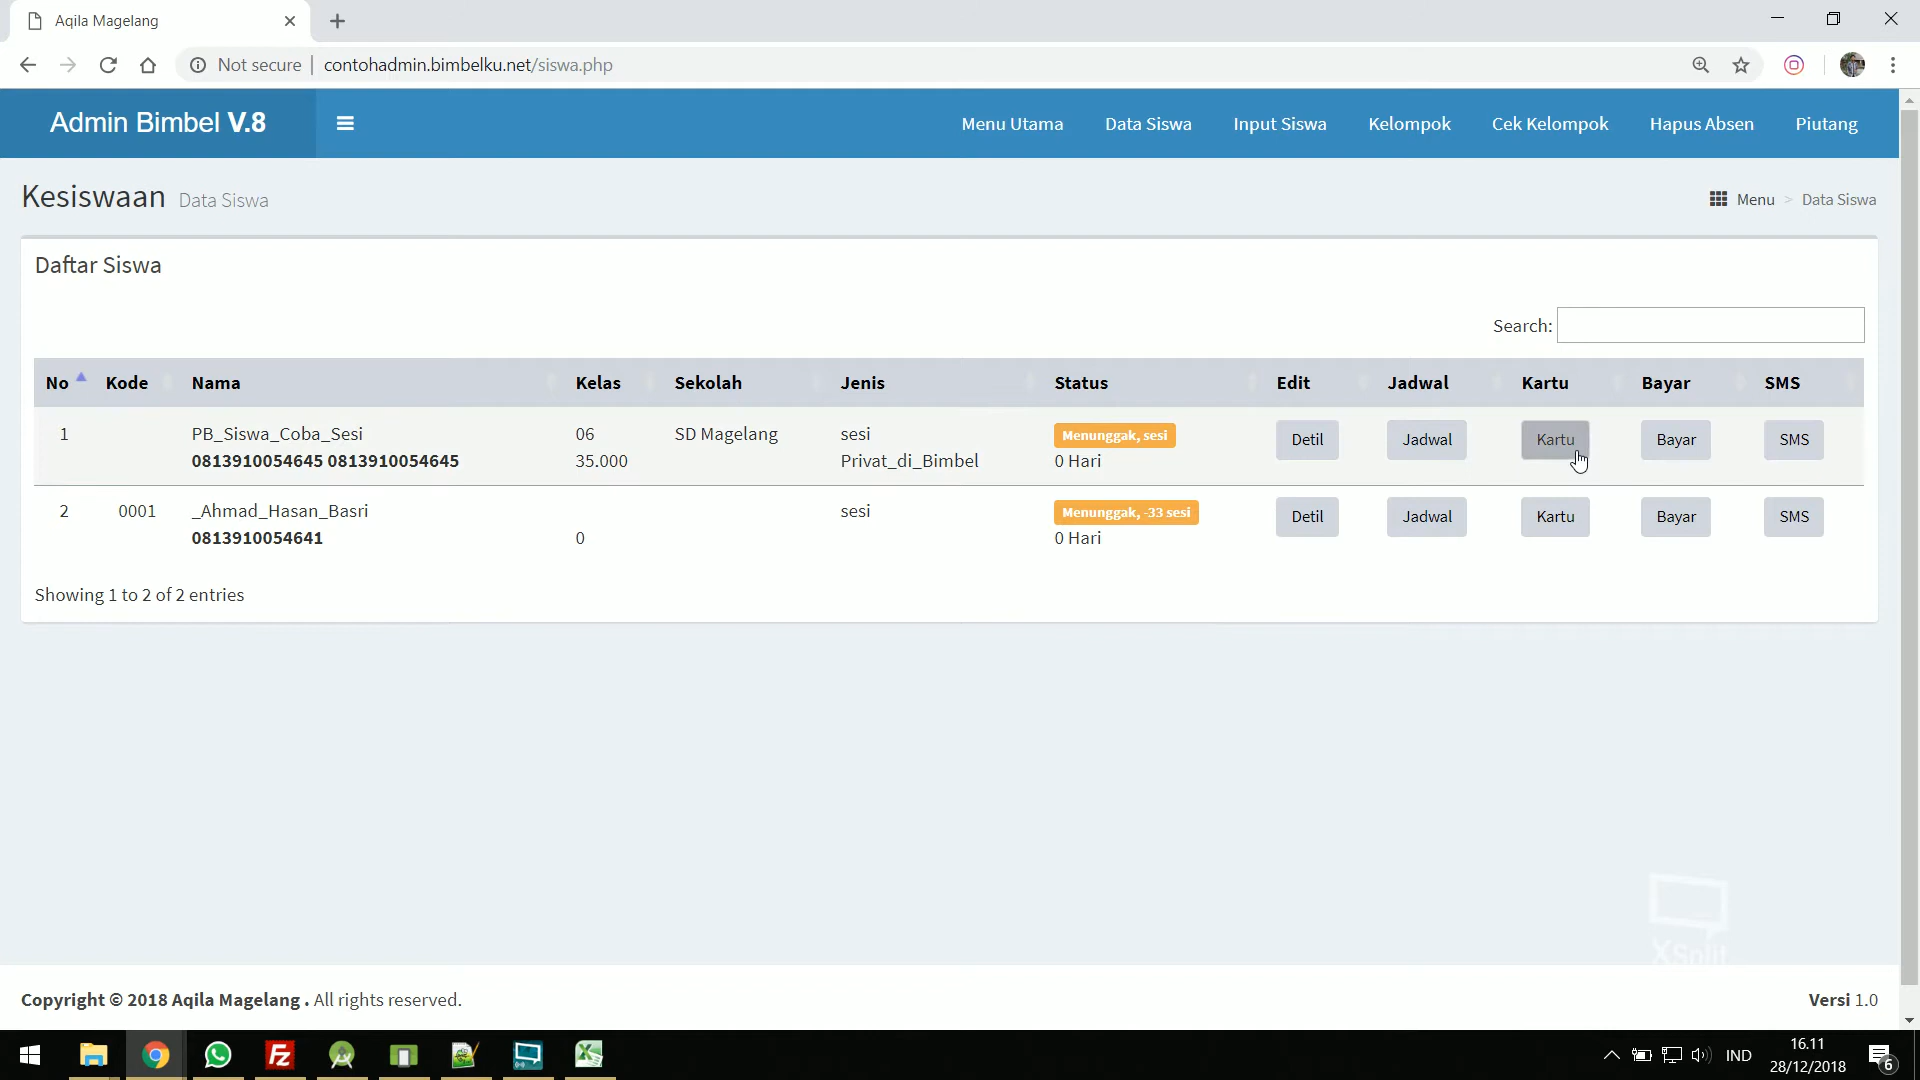 Aqila Magelang
Not secure | contohadmin.bimbelku.net/siswa.php
Admin Bimbel V.8
Menu Utama Data Siswa Input Siswa Kelompok Cek Kelompok Hapus Absen Piutang
Kesiswaan Data Siswa
Menu > Data Siswa
Daftar Siswa
Search:
No Kode Nama Kelas Sekolah Jenis Status Edit Jadwal Kartu Bayar SMS
1 PB_Siswa_Coba_Sesi 06 SD Magelang sesi Menunggak, sesi Detil Jadwal Kartu Bayar SMS
0813910054645 0813910054645 35.000 Privat_di_Bimbel 0 Hari
2 0001 _Ahmad_Hasan_Basri sesi Menunggak, -33 sesi Detil Jadwal Kartu Bayar SMS
0813910054641 0 0 Hari
Showing 1 to 2 of 2 entries
XSplit
Copyright © 2018 Aqila Magelang . All rights reserved.
Versi 1.0
IND
16.11
28/12/2018
6